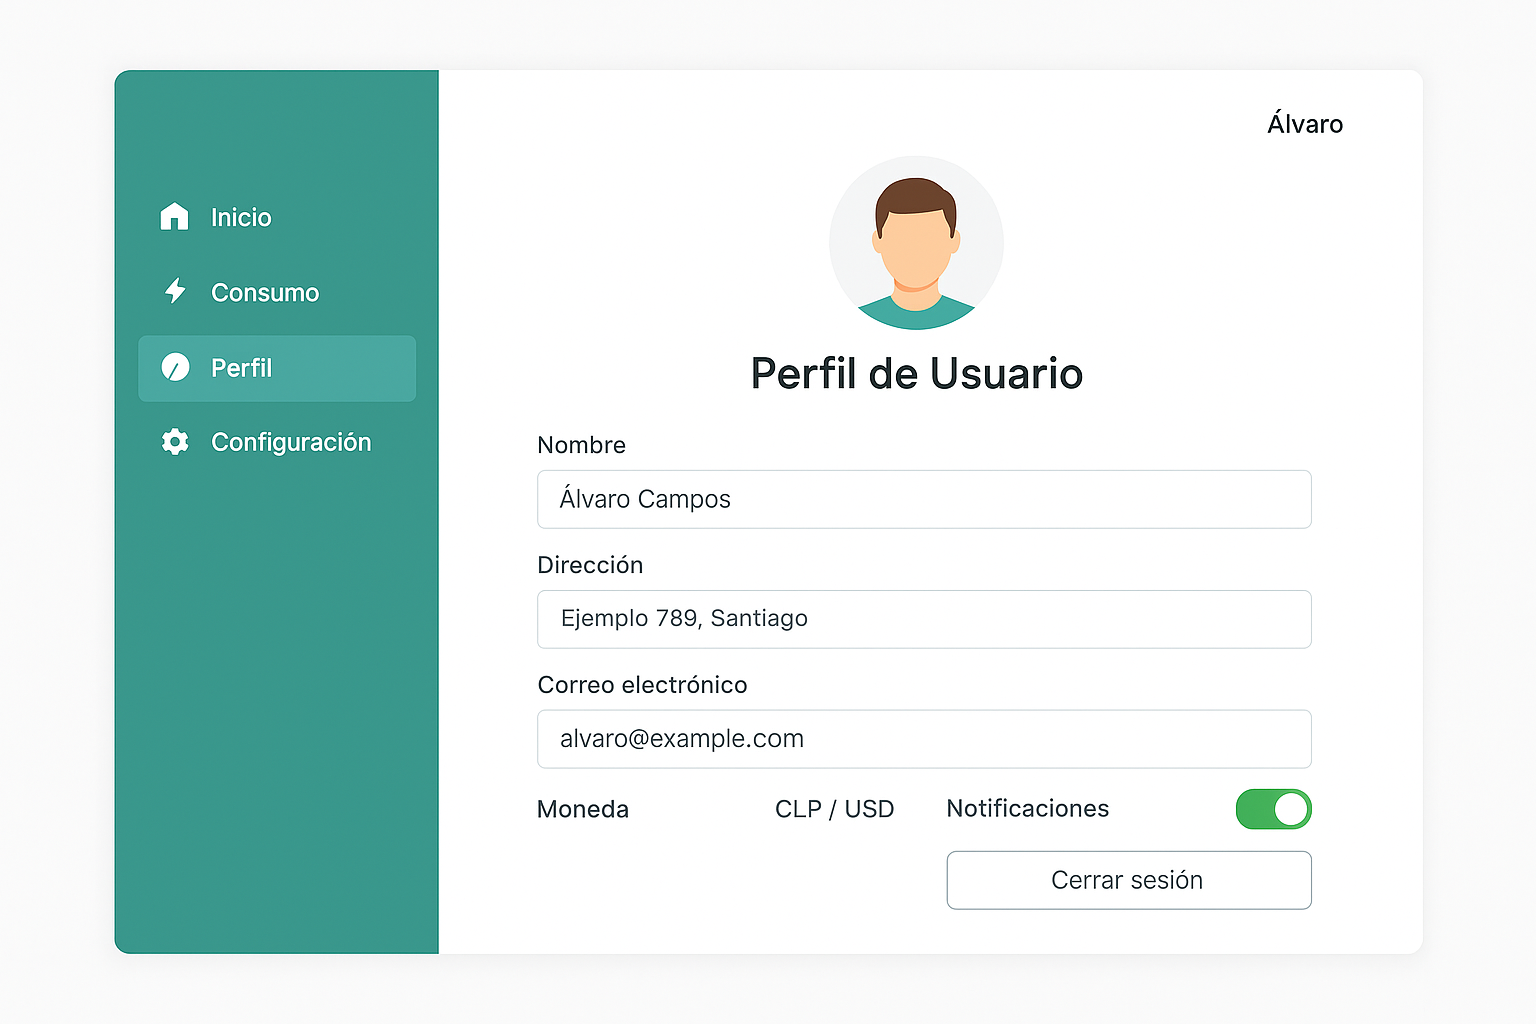 Inicio
Consumo
Perfil
Configuración
Álvaro
Perfil de Usuario
Nombre
Álvaro Campos
Dirección
Ejemplo 789, Santiago
Correo electrónico
alvaro@example.com
Moneda CLP / USD Notificaciones
Cerrar sesión